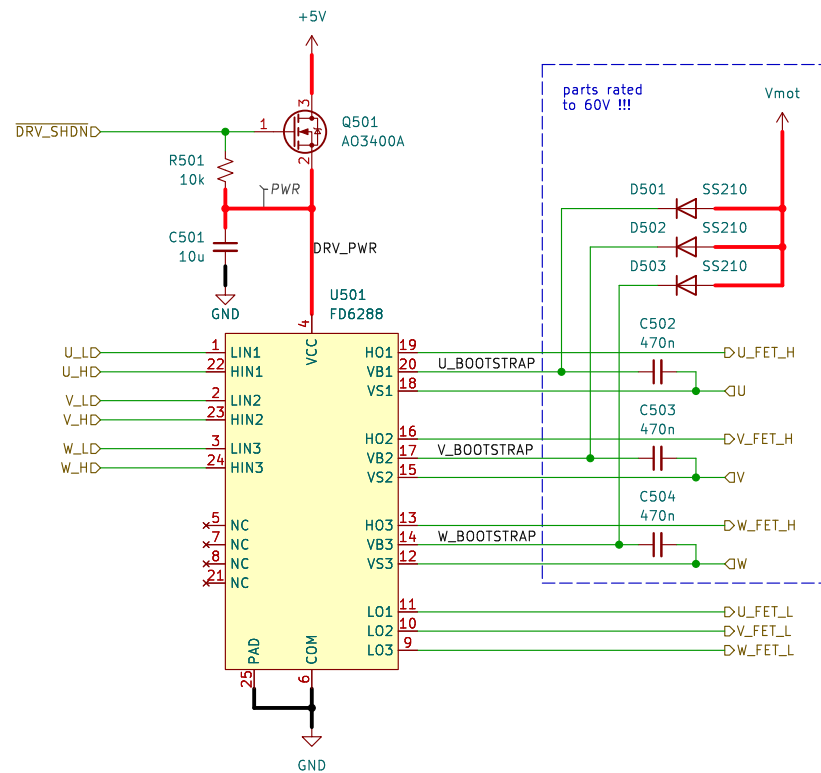 +5V
parts rated
to 60V !!!
Vmot
DRV_SHDN
1
3
2
Q501
AO3400A
R501
10k
PWR
D501
SS210
D502
SS210
D503
SS210
C501
10u
DRV_PWR
GND
U501
FD6288
4
VCC
C502
470n
U_L
1
LIN1
HO1
19
U_FET_H
U_H
22
HIN1
VB1
20
U_BOOTSTRAP
VS1
18
U
V_L
2
LIN2
C503
470n
V_H
23
HIN2
HO2
16
V_FET_H
W_L
3
LIN3
VB2
17
V_BOOTSTRAP
W_H
24
HIN3
VS2
15
V
C504
470n
5
NC
HO3
13
W_FET_H
7
NC
VB3
14
W_BOOTSTRAP
8
NC
VS3
12
W
21
NC
LO1
11
U_FET_L
LO2
10
V_FET_L
LO3
9
W_FET_L
PAD
COM
25
6
GND